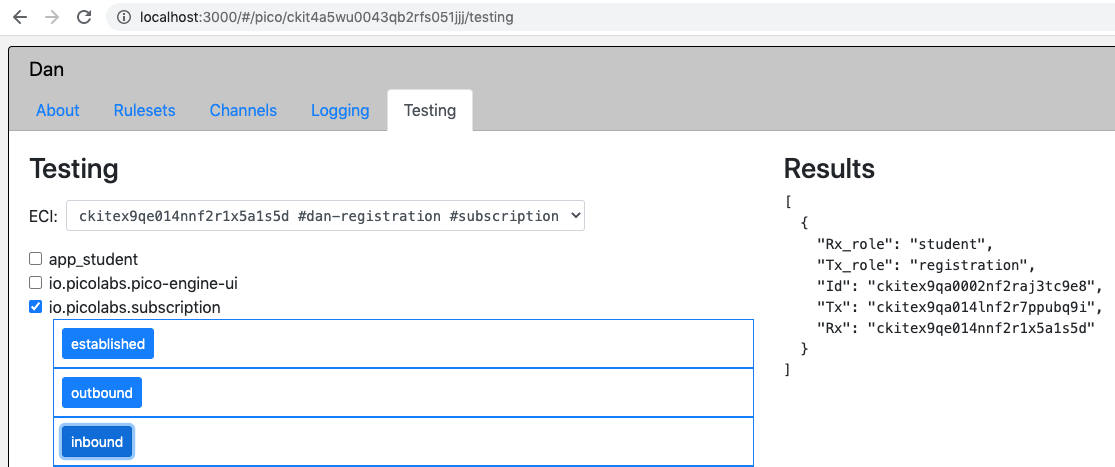 localhost:3000/#/pico/ckit4a5wu0043qb2rfs051jjj/testing
Dan
About Rulesets Channels Logging Testing
Testing
ECI: ckitex9qe014nnf2r1x5a1s5d #dan-registration #subscription
app_student
io.picolabs.pico-engine-ui
io.picolabs.subscription
established
outbound
inbound
Results
[
{
"Rx_role": "student",
"Tx_role": "registration",
"Id": "ckitex9qa0002nf2raj3tc9e8",
"Tx": "ckitex9qa014lnf2r7ppubq9i",
"Rx": "ckitex9qe014nnf2r1x5a1s5d"
}
]